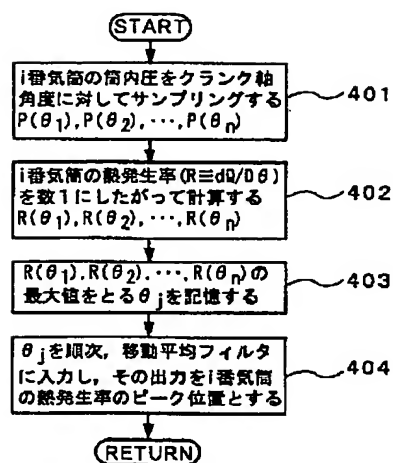 START
i番気筒の筒内圧をクランク軸
角度に対してサンプリングする
P(θ1),P(θ2),···,P(θn)
401
i番気筒の熱発生率(R≡dQ/Dθ)
を数1にしたがって計算する
R(θ1),R(θ2),···,R(θn)
402
R(θ1).R(θ2).···,R(θn)の
最大値をとるθjを記憶する
403
θjを順次,移動平均フィルタ
に入力し,その出力をi番気筒
の熱発生率のピーク位置とする
404
RETURN